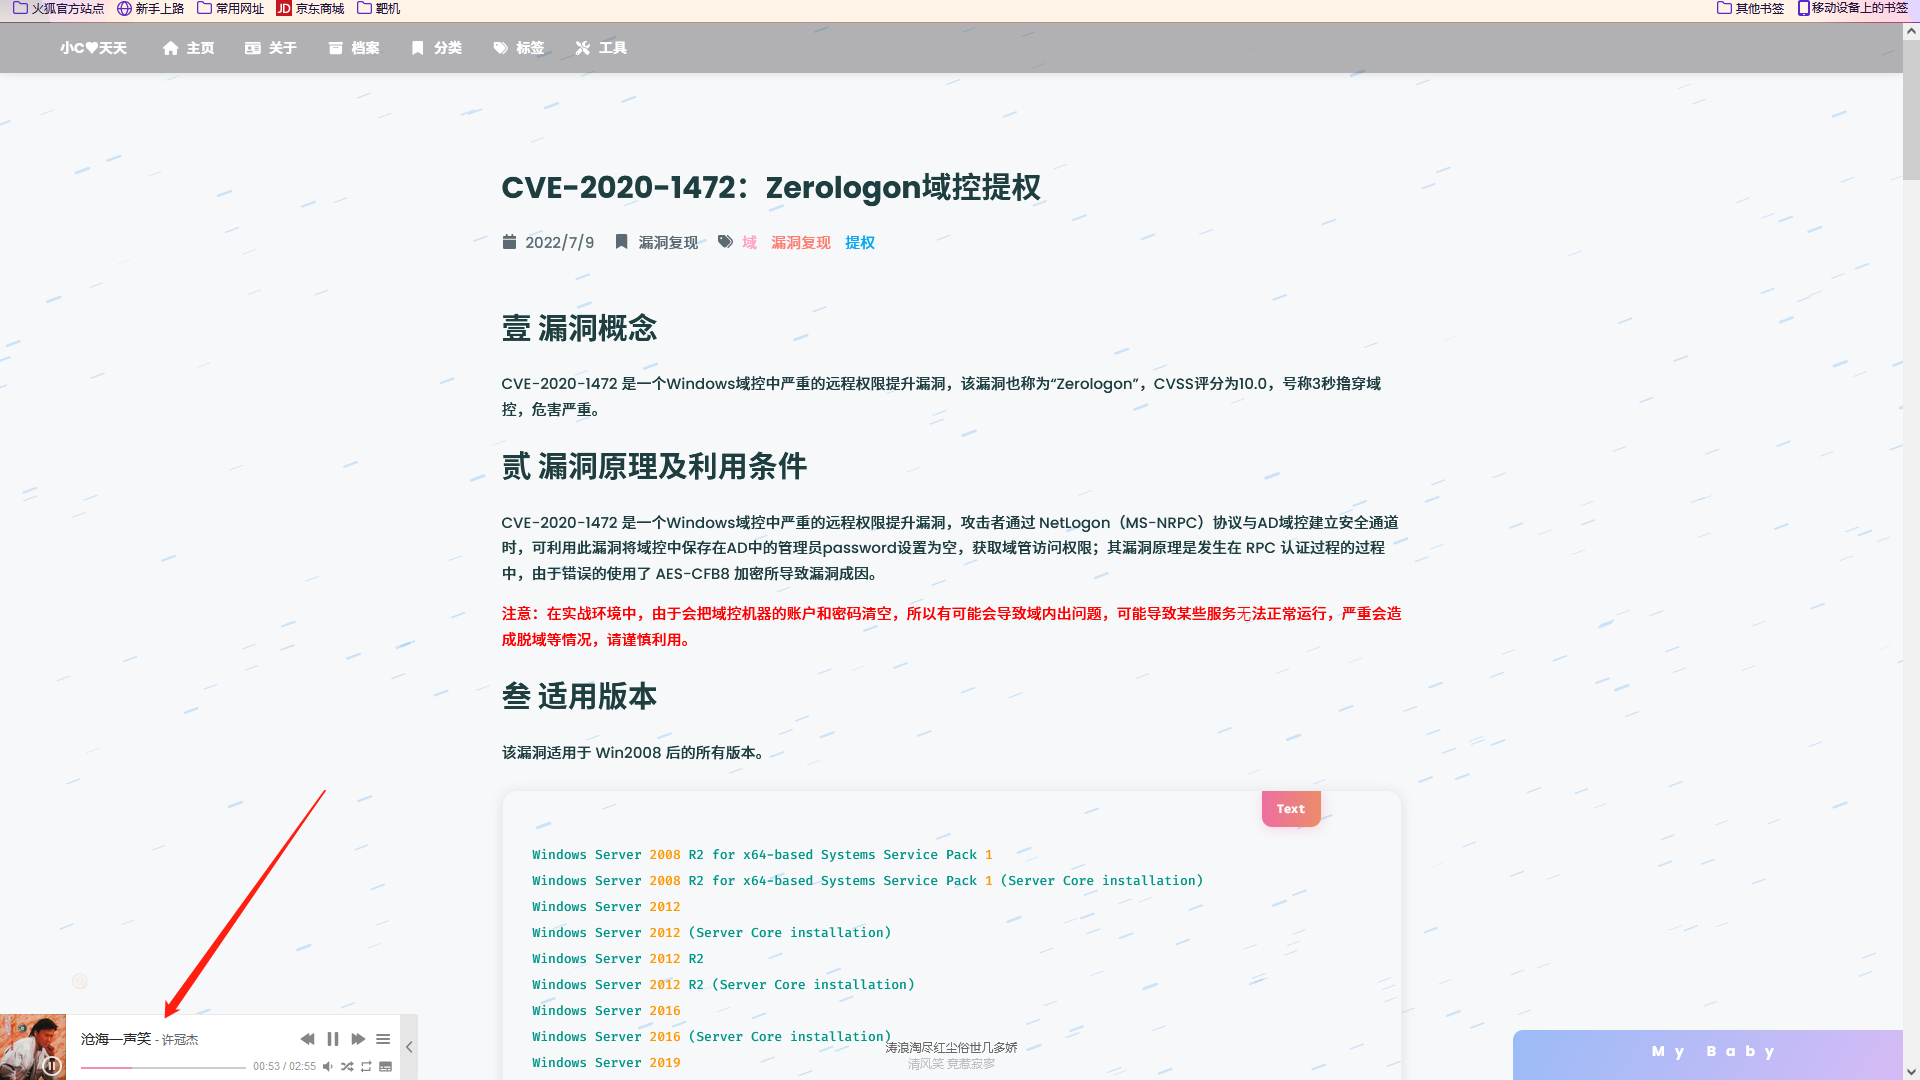 火狐官方站点 新手上路 常用网址 JD 京东商城 靶机 其他书签 移动设备上的书签
小C♥天天 主页 关于 档案 分类 标签 工具
CVE-2020-1472：Zerologon域控提权
2022/7/9 漏洞复现 域 漏洞复现 提权
壹 漏洞概念
CVE-2020-1472 是一个Windows域控中严重的远程权限提升漏洞，该漏洞也称为“Zerologon”，CVSS评分为10.0，号称3秒撸穿域
控，危害严重。
贰 漏洞原理及利用条件
CVE-2020-1472 是一个Windows域控中严重的远程权限提升漏洞，攻击者通过 NetLogon（MS-NRPC）协议与AD域控建立安全通道
时，可利用此漏洞将域控中保存在AD中的管理员password设置为空，获取域管访问权限；其漏洞原理是发生在 RPC 认证过程的过程
中，由于错误的使用了 AES-CFB8 加密所导致漏洞成因。
注意：在实战环境中，由于会把域控机器的账户和密码清空，所以有可能会导致域内出问题，可能导致某些服务无法正常运行，严重会造
成脱域等情况，请谨慎利用。
叁 适用版本
该漏洞适用于 Win2008 后的所有版本。
Text
Windows Server 2008 R2 for x64-based Systems Service Pack 1
Windows Server 2008 R2 for x64-based Systems Service Pack 1 (Server Core installation)
Windows Server 2012
Windows Server 2012 (Server Core installation)
Windows Server 2012 R2
Windows Server 2012 R2 (Server Core installation)
Windows Server 2016
Windows Server 2016 (Server Core installation)
Windows Server 2019
沧海一声笑 - 许冠杰
00:53 / 02:55
涛浪淘尽红尘俗世几多娇
清风笑 竟惹寂寥
My Baby